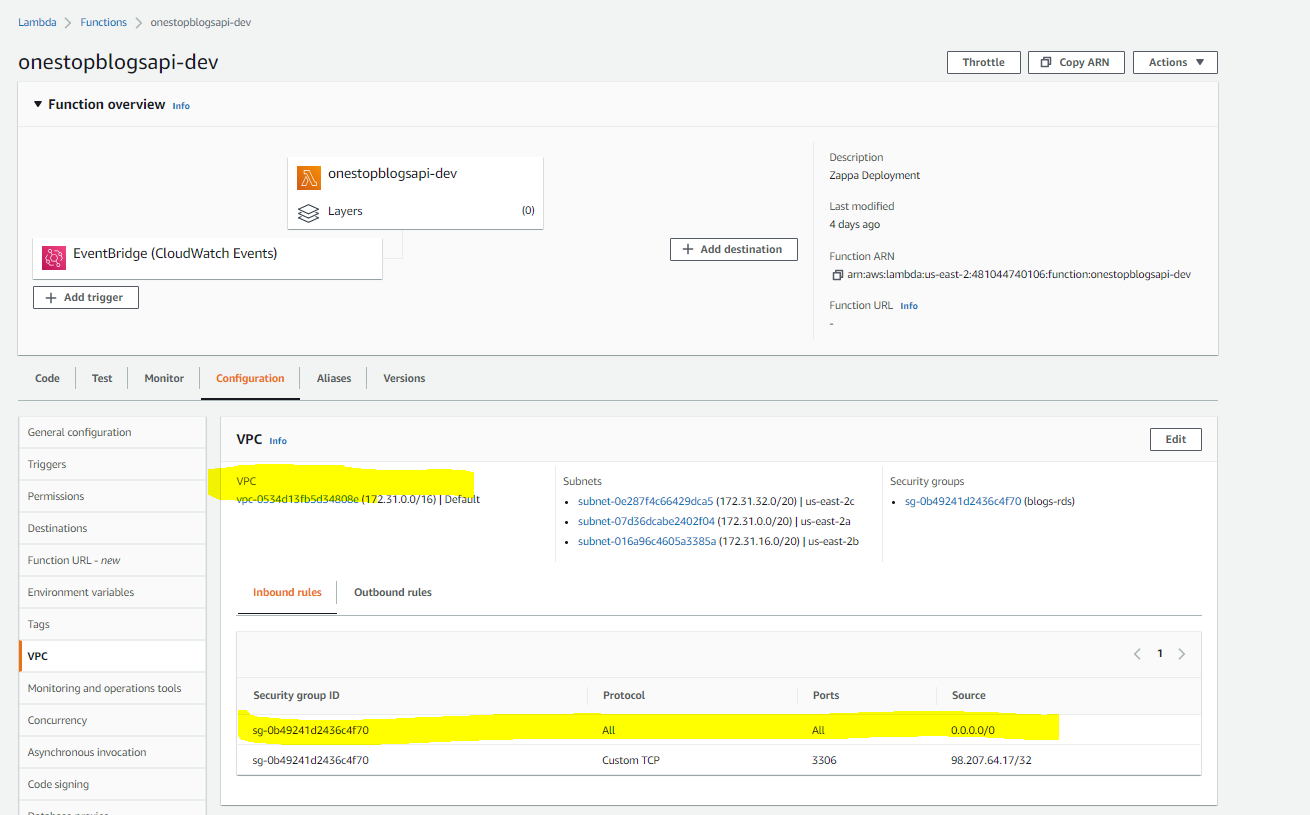 Lambda > Functions > onestopblogsapi-dev
onestopblogsapi-dev
Throttle
Copy ARN
Actions
Function overview Info
onestopblogsapi-dev
Layers (0)
EventBridge (CloudWatch Events)
+ Add trigger
+ Add destination
Description
Zappa Deployment
Last modified
4 days ago
Function ARN
arn:aws:lambda:us-east-2:481044740106:function:onestopblogsapi-dev
Function URL Info
-
Code
Test
Monitor
Configuration
Aliases
Versions
General configuration
Triggers
Permissions
Destinations
Function URL - new
Environment variables
Tags
VPC
Monitoring and operations tools
Concurrency
Asynchronous invocation
Code signing
Database proxies
VPC Info
Edit
VPC
vpc-0534d13fb5d34808e (172.31.0.0/16) | Default
Subnets
• subnet-0e287f4c66429dca5 (172.31.32.0/20) | us-east-2c
• subnet-07d36dcabe2402f04 (172.31.0.0/20) | us-east-2a
• subnet-016a96c4605a3385a (172.31.16.0/20) | us-east-2b
Security groups
• sg-0b49241d2436c4f70 (blogs-rds)
Inbound rules
Outbound rules
< 1 >
Security group ID Protocol Ports Source
sg-0b49241d2436c4f70 All All 0.0.0.0/0
sg-0b49241d2436c4f70 Custom TCP 3306 98.207.64.17/32